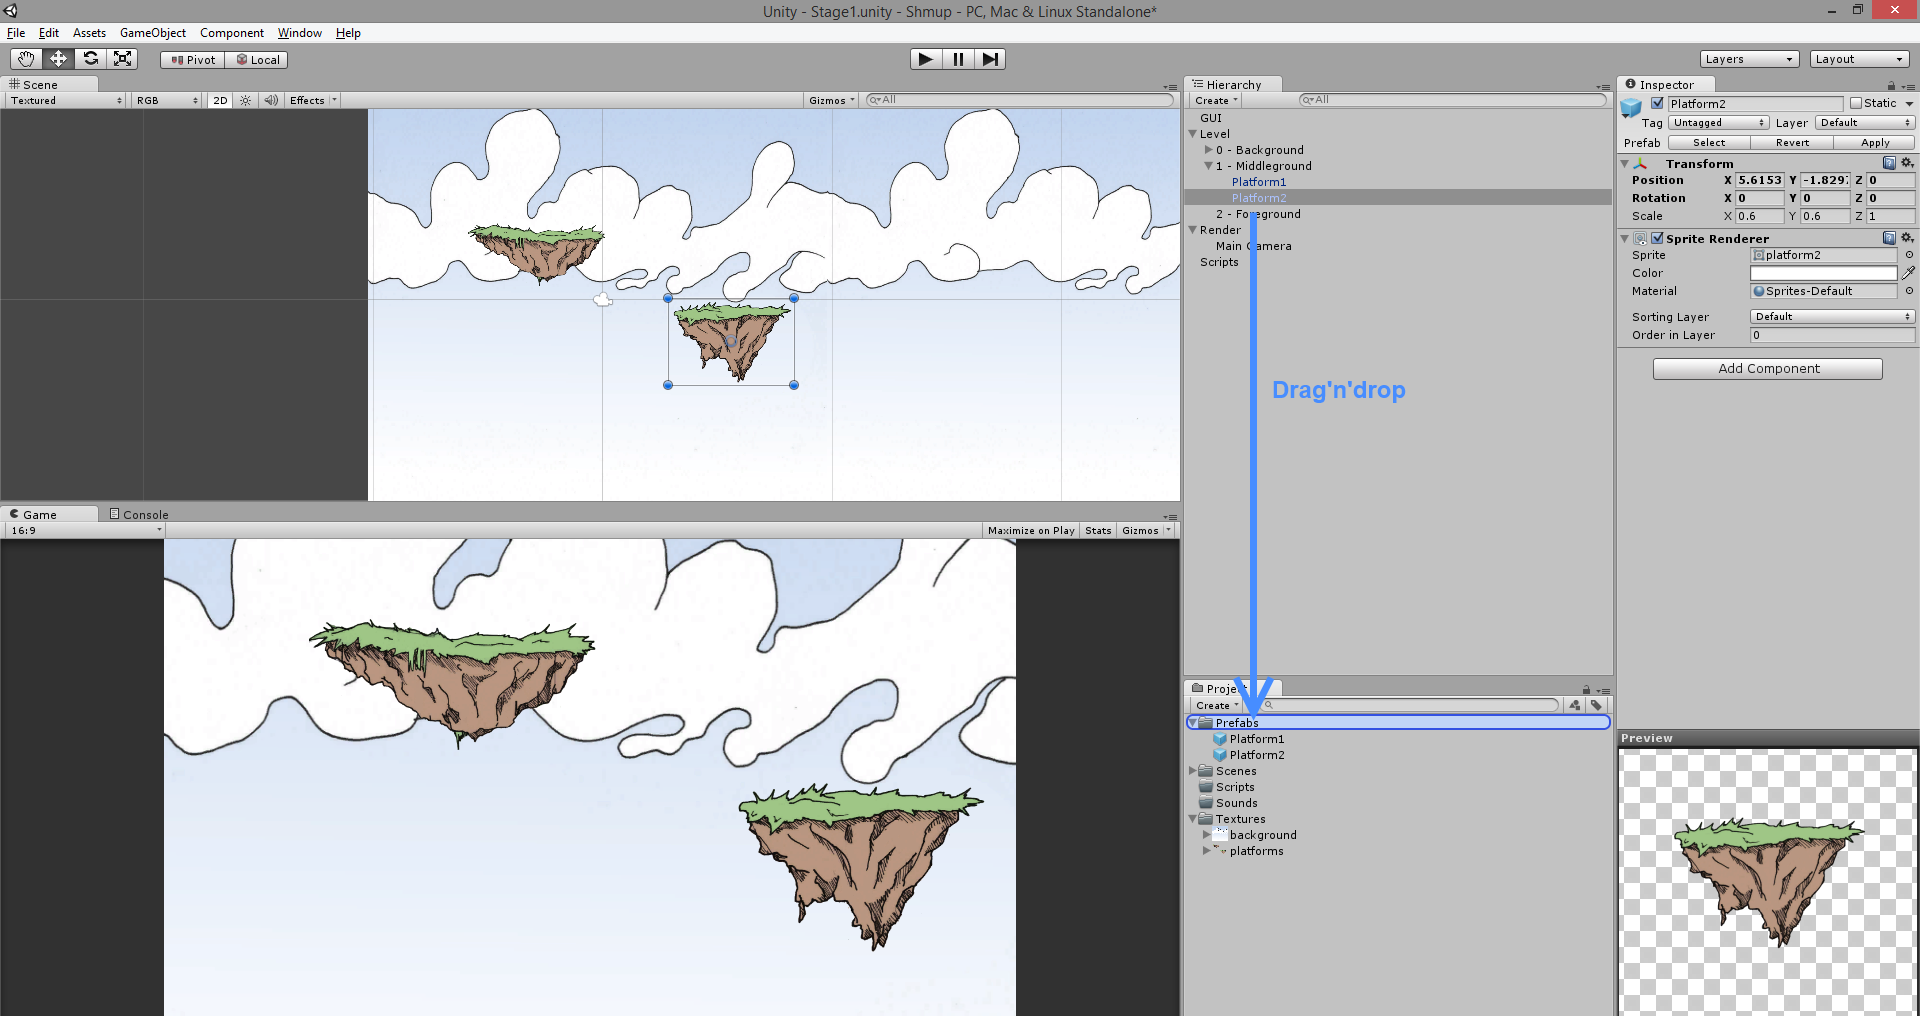 Unity - Stage1.unity - Shmup - PC, Mac & Linux Standalone*
File Edit Assets GameObject Component Window Help
Pivot Local Layers Layout
Scene
Textured RGB 2D Effects Gizmos All
Hierarchy
Create All
GUI
Level
0 - Background
1 - Middleground
Platform1
Platform2
2 - Foreground
Render
Main Camera
Scripts
Drag'n'drop
Inspector
Platform2 Static
Tag Untagged Layer Default
Prefab Select Revert Apply
Transform
Position X 5.6153 Y -1.829 Z 0
Rotation X 0 Y 0 Z 0
Scale X 0.6 Y 0.6 Z 1
Sprite Renderer
Sprite platform2
Color
Material Sprites-Default
Sorting Layer Default
Order in Layer 0
Add Component
Game Console
16:9 Maximize on Play Stats Gizmos
Project
Create
Prefabs
Platform1
Platform2
Scenes
Scripts
Sounds
Textures
background
platforms
Preview